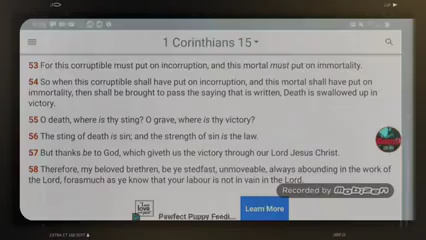 1 Corinthians 15
53 For this corruptible must put on incorruption, and this mortal must put on immortality.
54 So when this corruptible shall have put on incorruption, and this mortal shall have put on
immortality, then shall be brought to pass the saying that is written, Death is swallowed up in
victory.
55 O death, where is thy sting? O grave, where is thy victory?
56 The sting of death is sin; and the strength of sin is the law.
57 But thanks be to God, which giveth us the victory through our Lord Jesus Christ.
58 Therefore, my beloved brethren, be ye stedfast, unmoveable, always abounding in the work of
the Lord, forasmuch as ye know that your labour is not in vain in the Lord.
Recorded by Mobizen
love
Pawfect Puppy Feedi...
Learn More